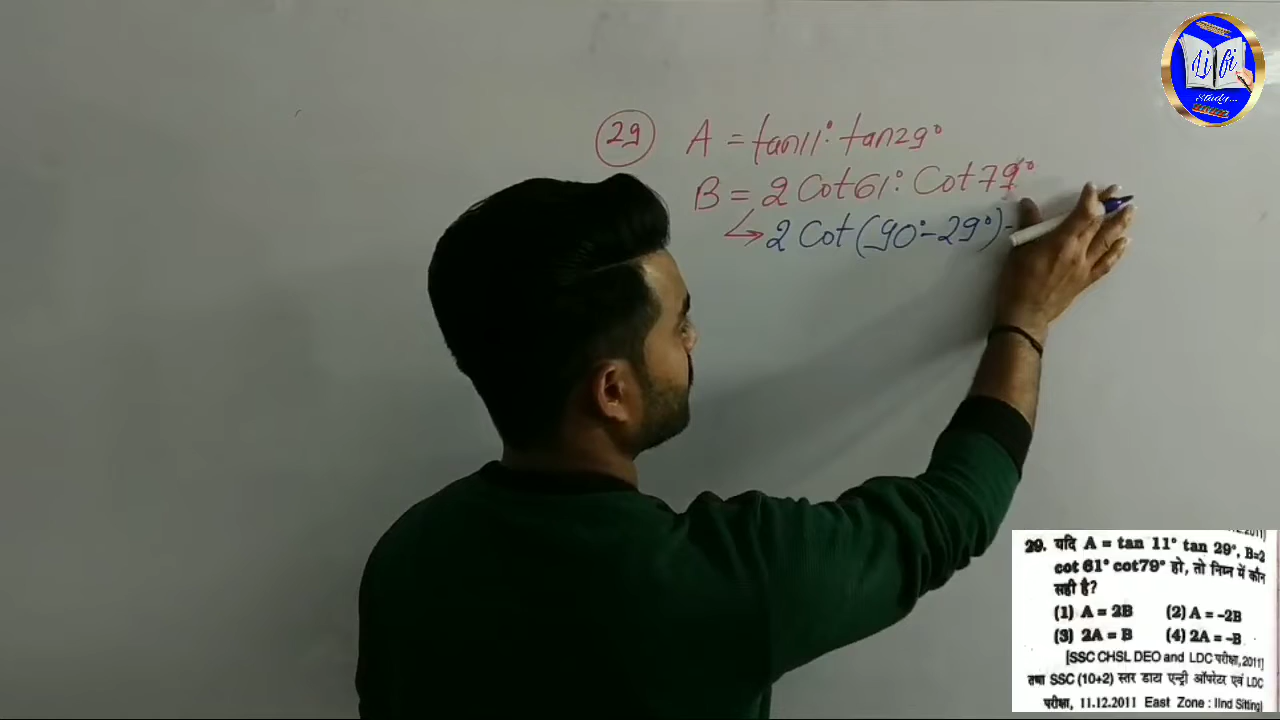 Lifi
study...
29 A = tan11° tan29°
B = 2 Cot61° Cot79°
↳ 2 Cot(90°-29°)-
29. यदि A = tan 11° tan 29°, B=2
cot 61° cot79° हो, तो निम्न में कौन
सही है?
(1) A = 2B (2) A = -2B
(3) 2A = B (4) 2A = -B
[SSC CHSL DEO and LDC परीक्षा, 2011]
तथा SSC (10+2) स्तर डाटा एन्ट्री ऑपरेटर एवं LDC
परीक्षा, 11.12.2011 East Zone : IInd Sitting)